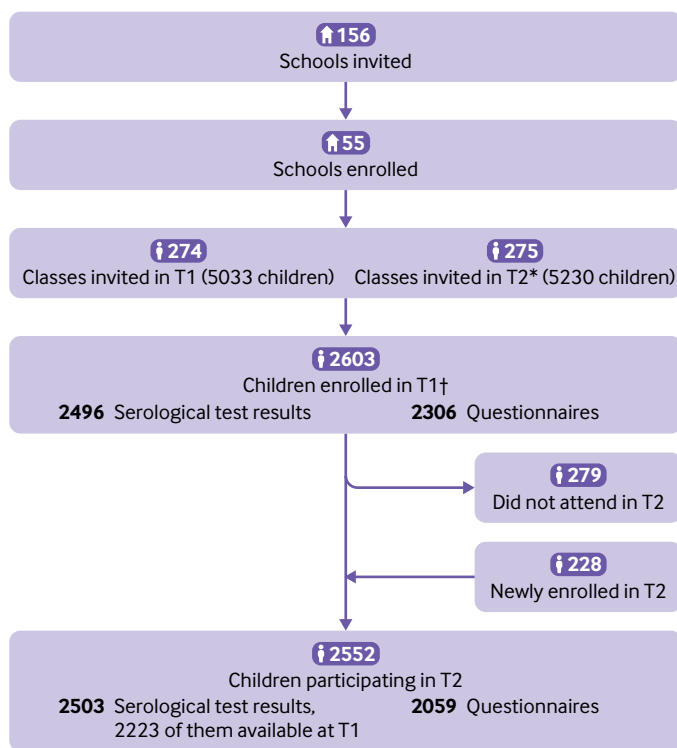 156
Schools invited
55
Schools enrolled
274
Classes invited in T1 (5033 children)
275
Classes invited in T2* (5230 children)
2603
Children enrolled in T1†
2496 Serological test results
2306 Questionnaires
279
Did not attend in T2
228
Newly enrolled in T2
2552
Children participating in T2
2503 Serological test results,
2223 of them available at T1
2059 Questionnaires